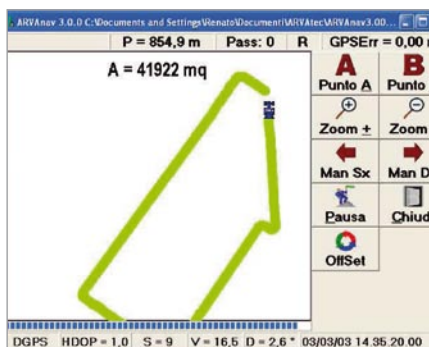 ARVAnav 3.0.0 C:\Documents and Settings\Renato\Documenti\ARVAtec\ARVAnav3.00...
P = 854,9 m Pass: 0 R GPSErr = 0,00
A = 41922 mq
A B
Punto A Punto
Zoom + Zoom
Man Sx Man D
Pausa Chiud
OffSet
DGPS HDOP = 1,0 S = 9 V = 16,5 D = 2,6 * 03/03/03 14.35.20.00